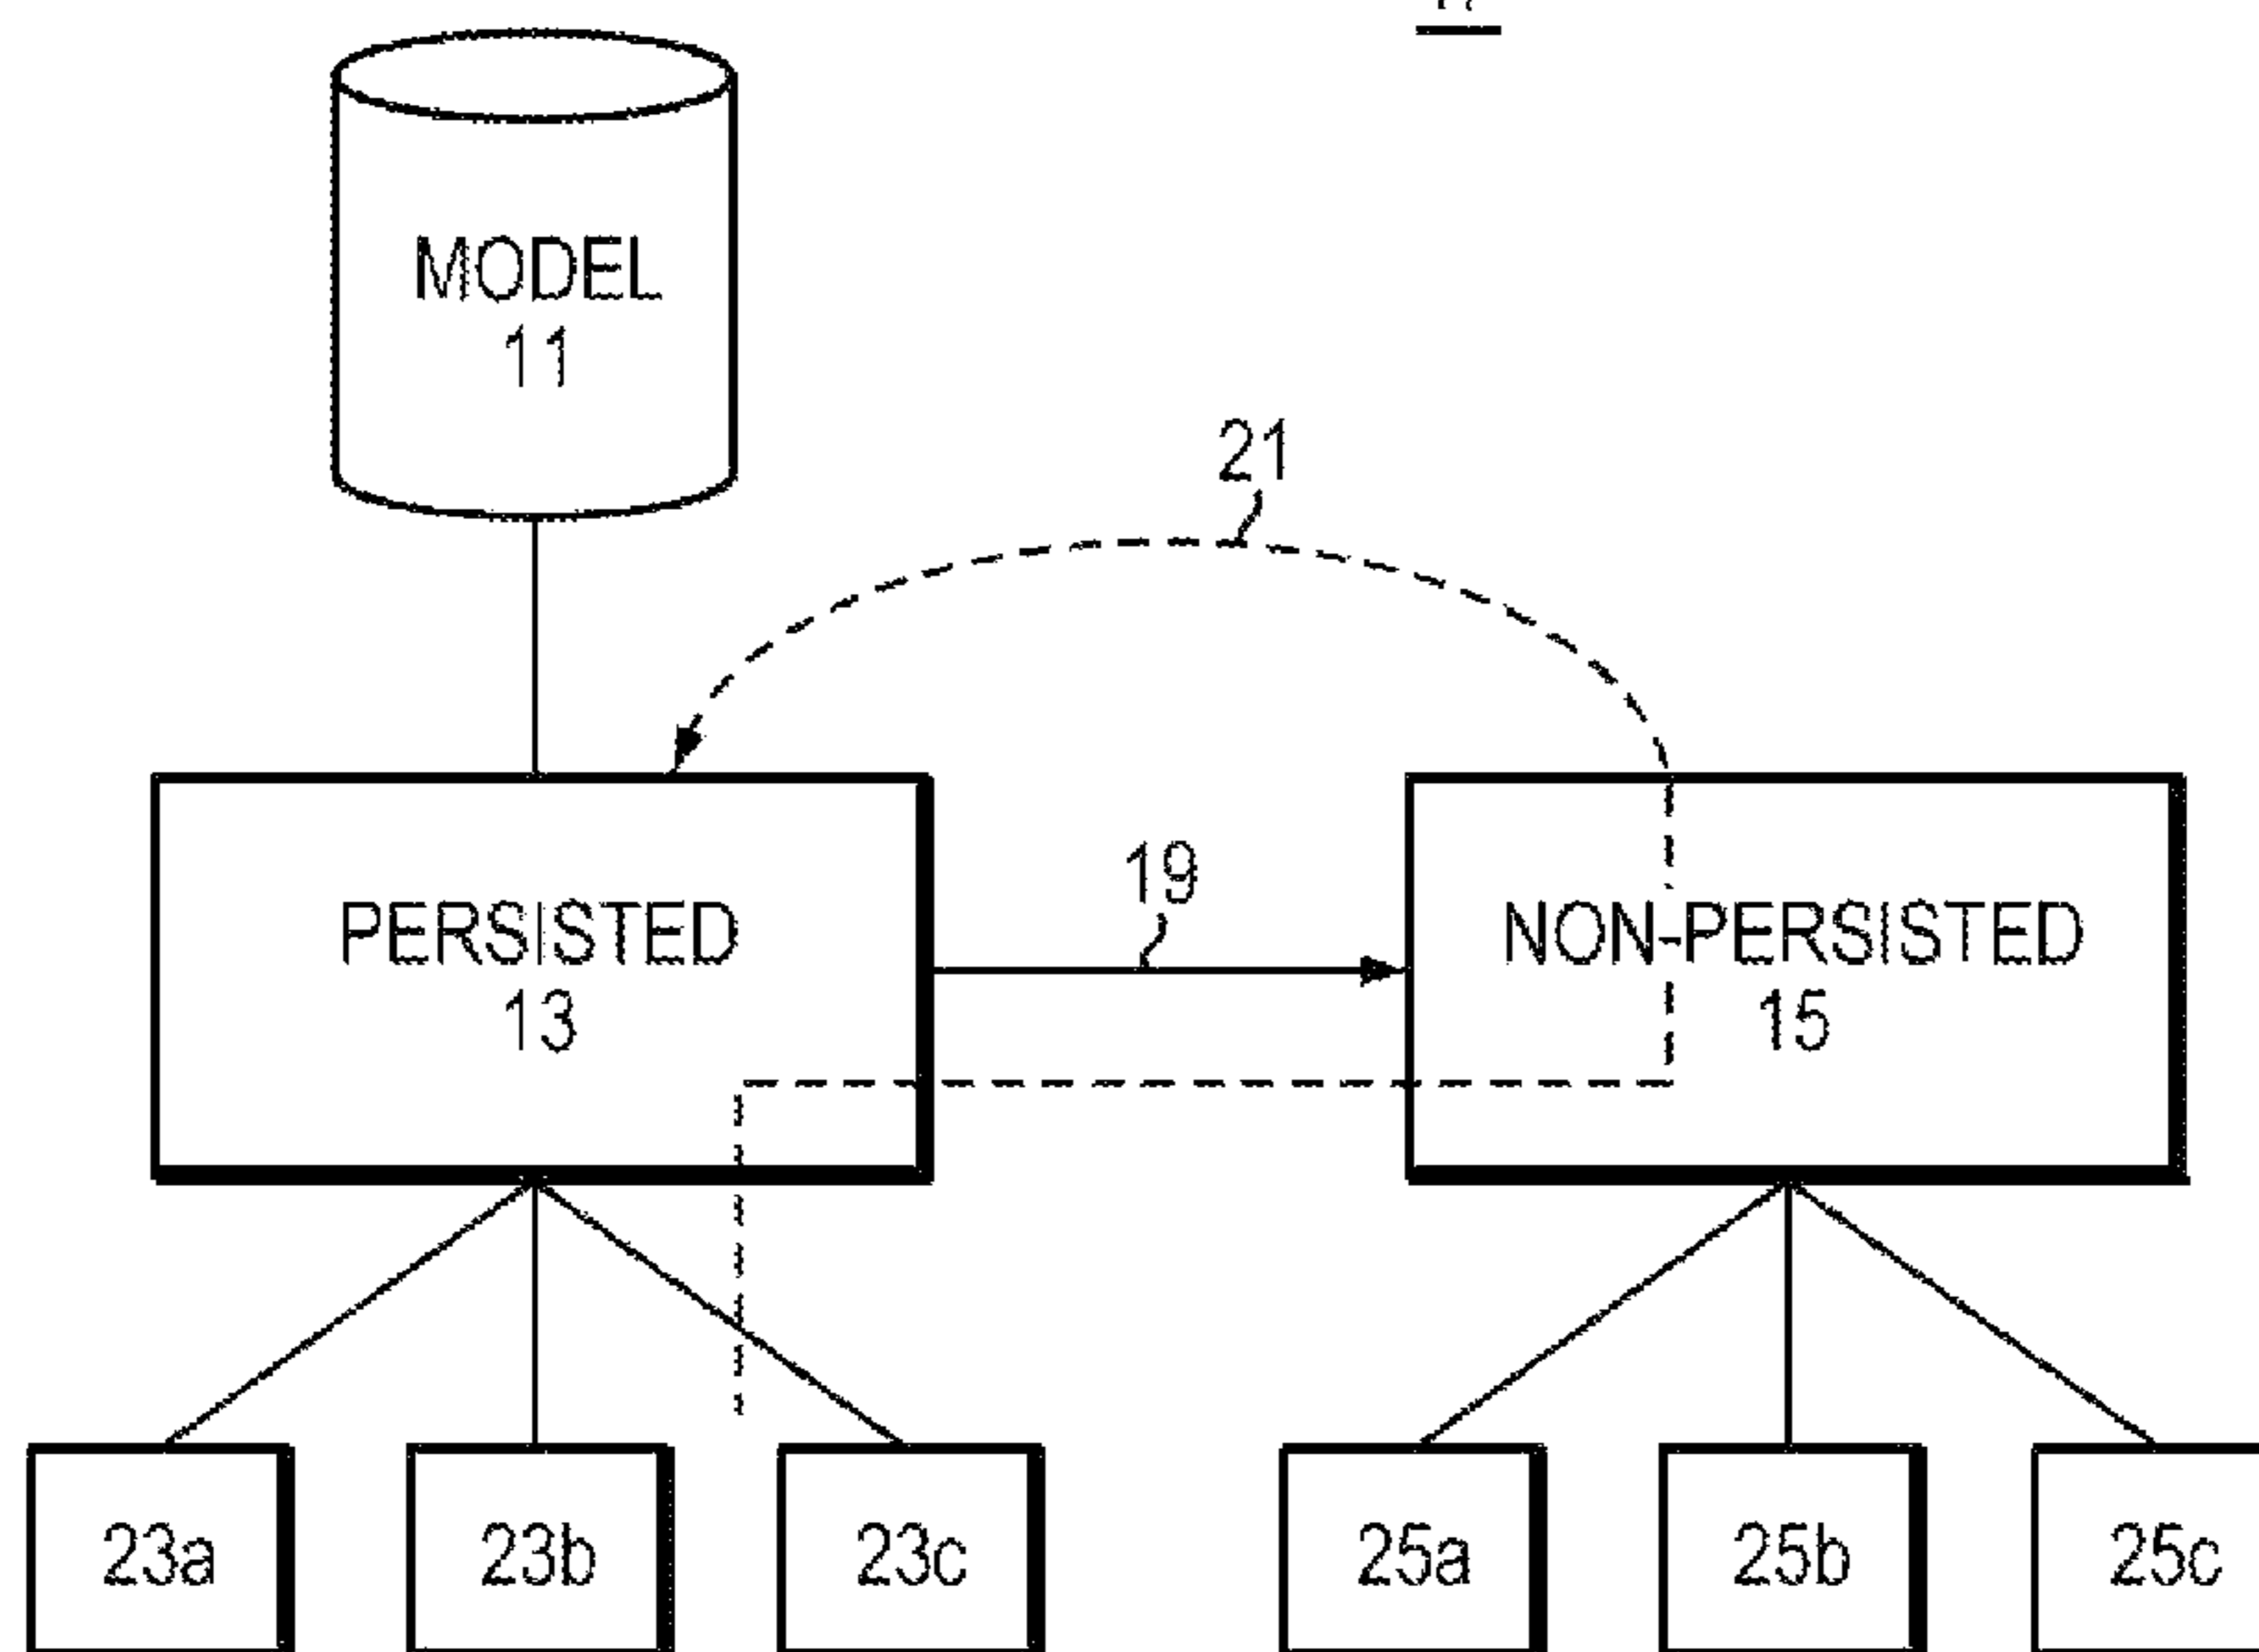 MODEL
11
21
19
PERSISTED
13
NON-PERSISTED
15
23a
23b
23c
25a
25b
25c